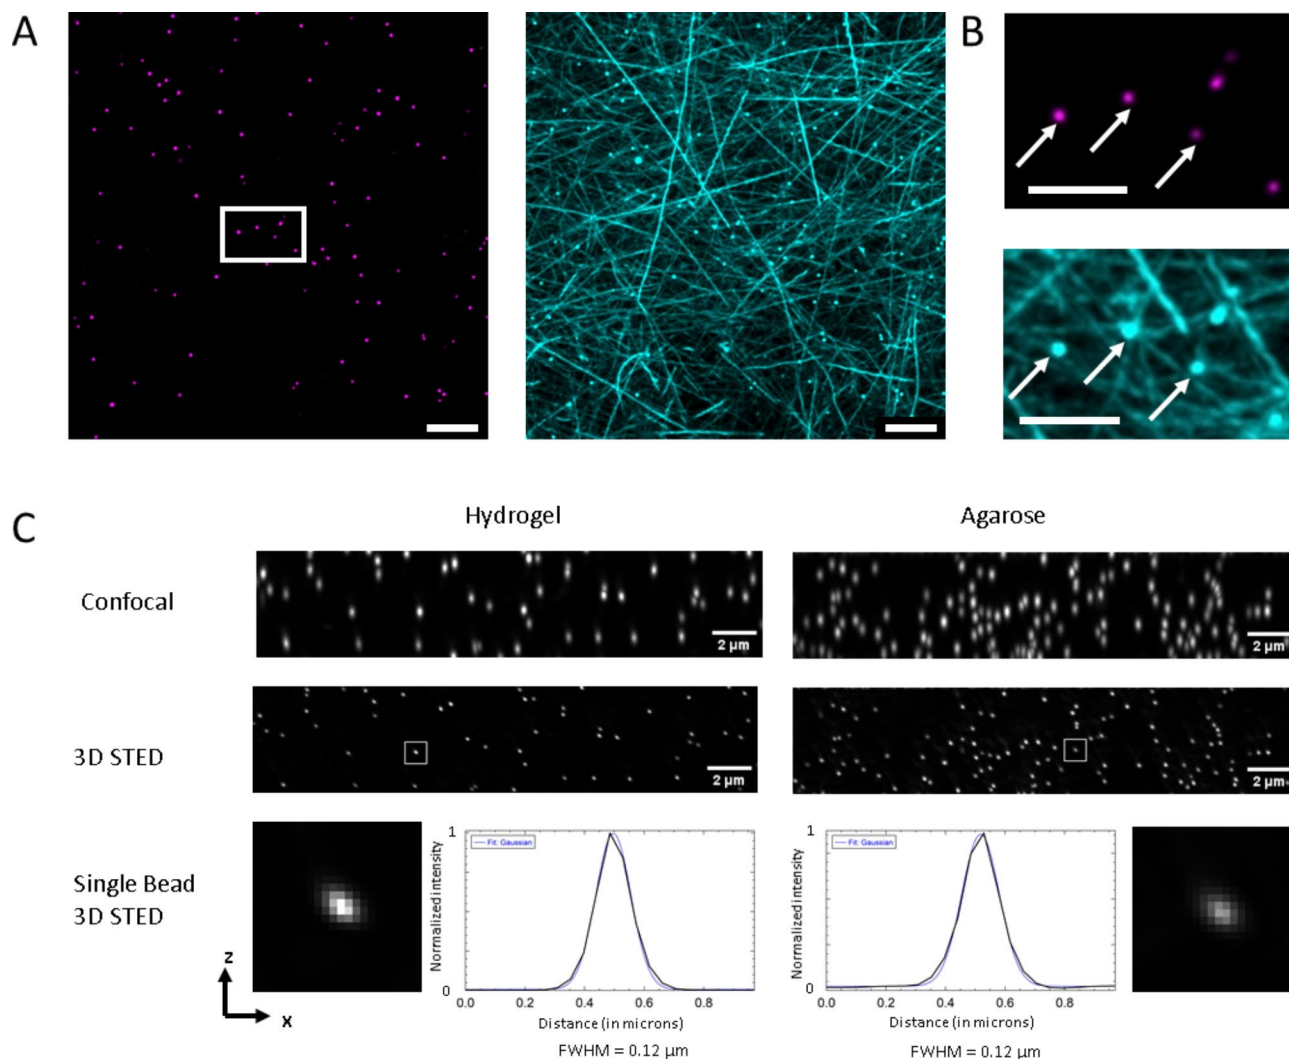 A
B
C
Hydrogel
Agarose
Confocal
2 µm
2 µm
3D STED
2 µm
2 µm
Single Bead
3D STED
z
x
Normalized intensity
1
0
Fit: Gaussian
0.0 0.2 0.4 0.6 0.8
Distance (in microns)
FWHM = 0.12 µm
Normalized intensity
1
0
Fit: Gaussian
0.0 0.2 0.4 0.6 0.8
Distance (in microns)
FWHM = 0.12 µm